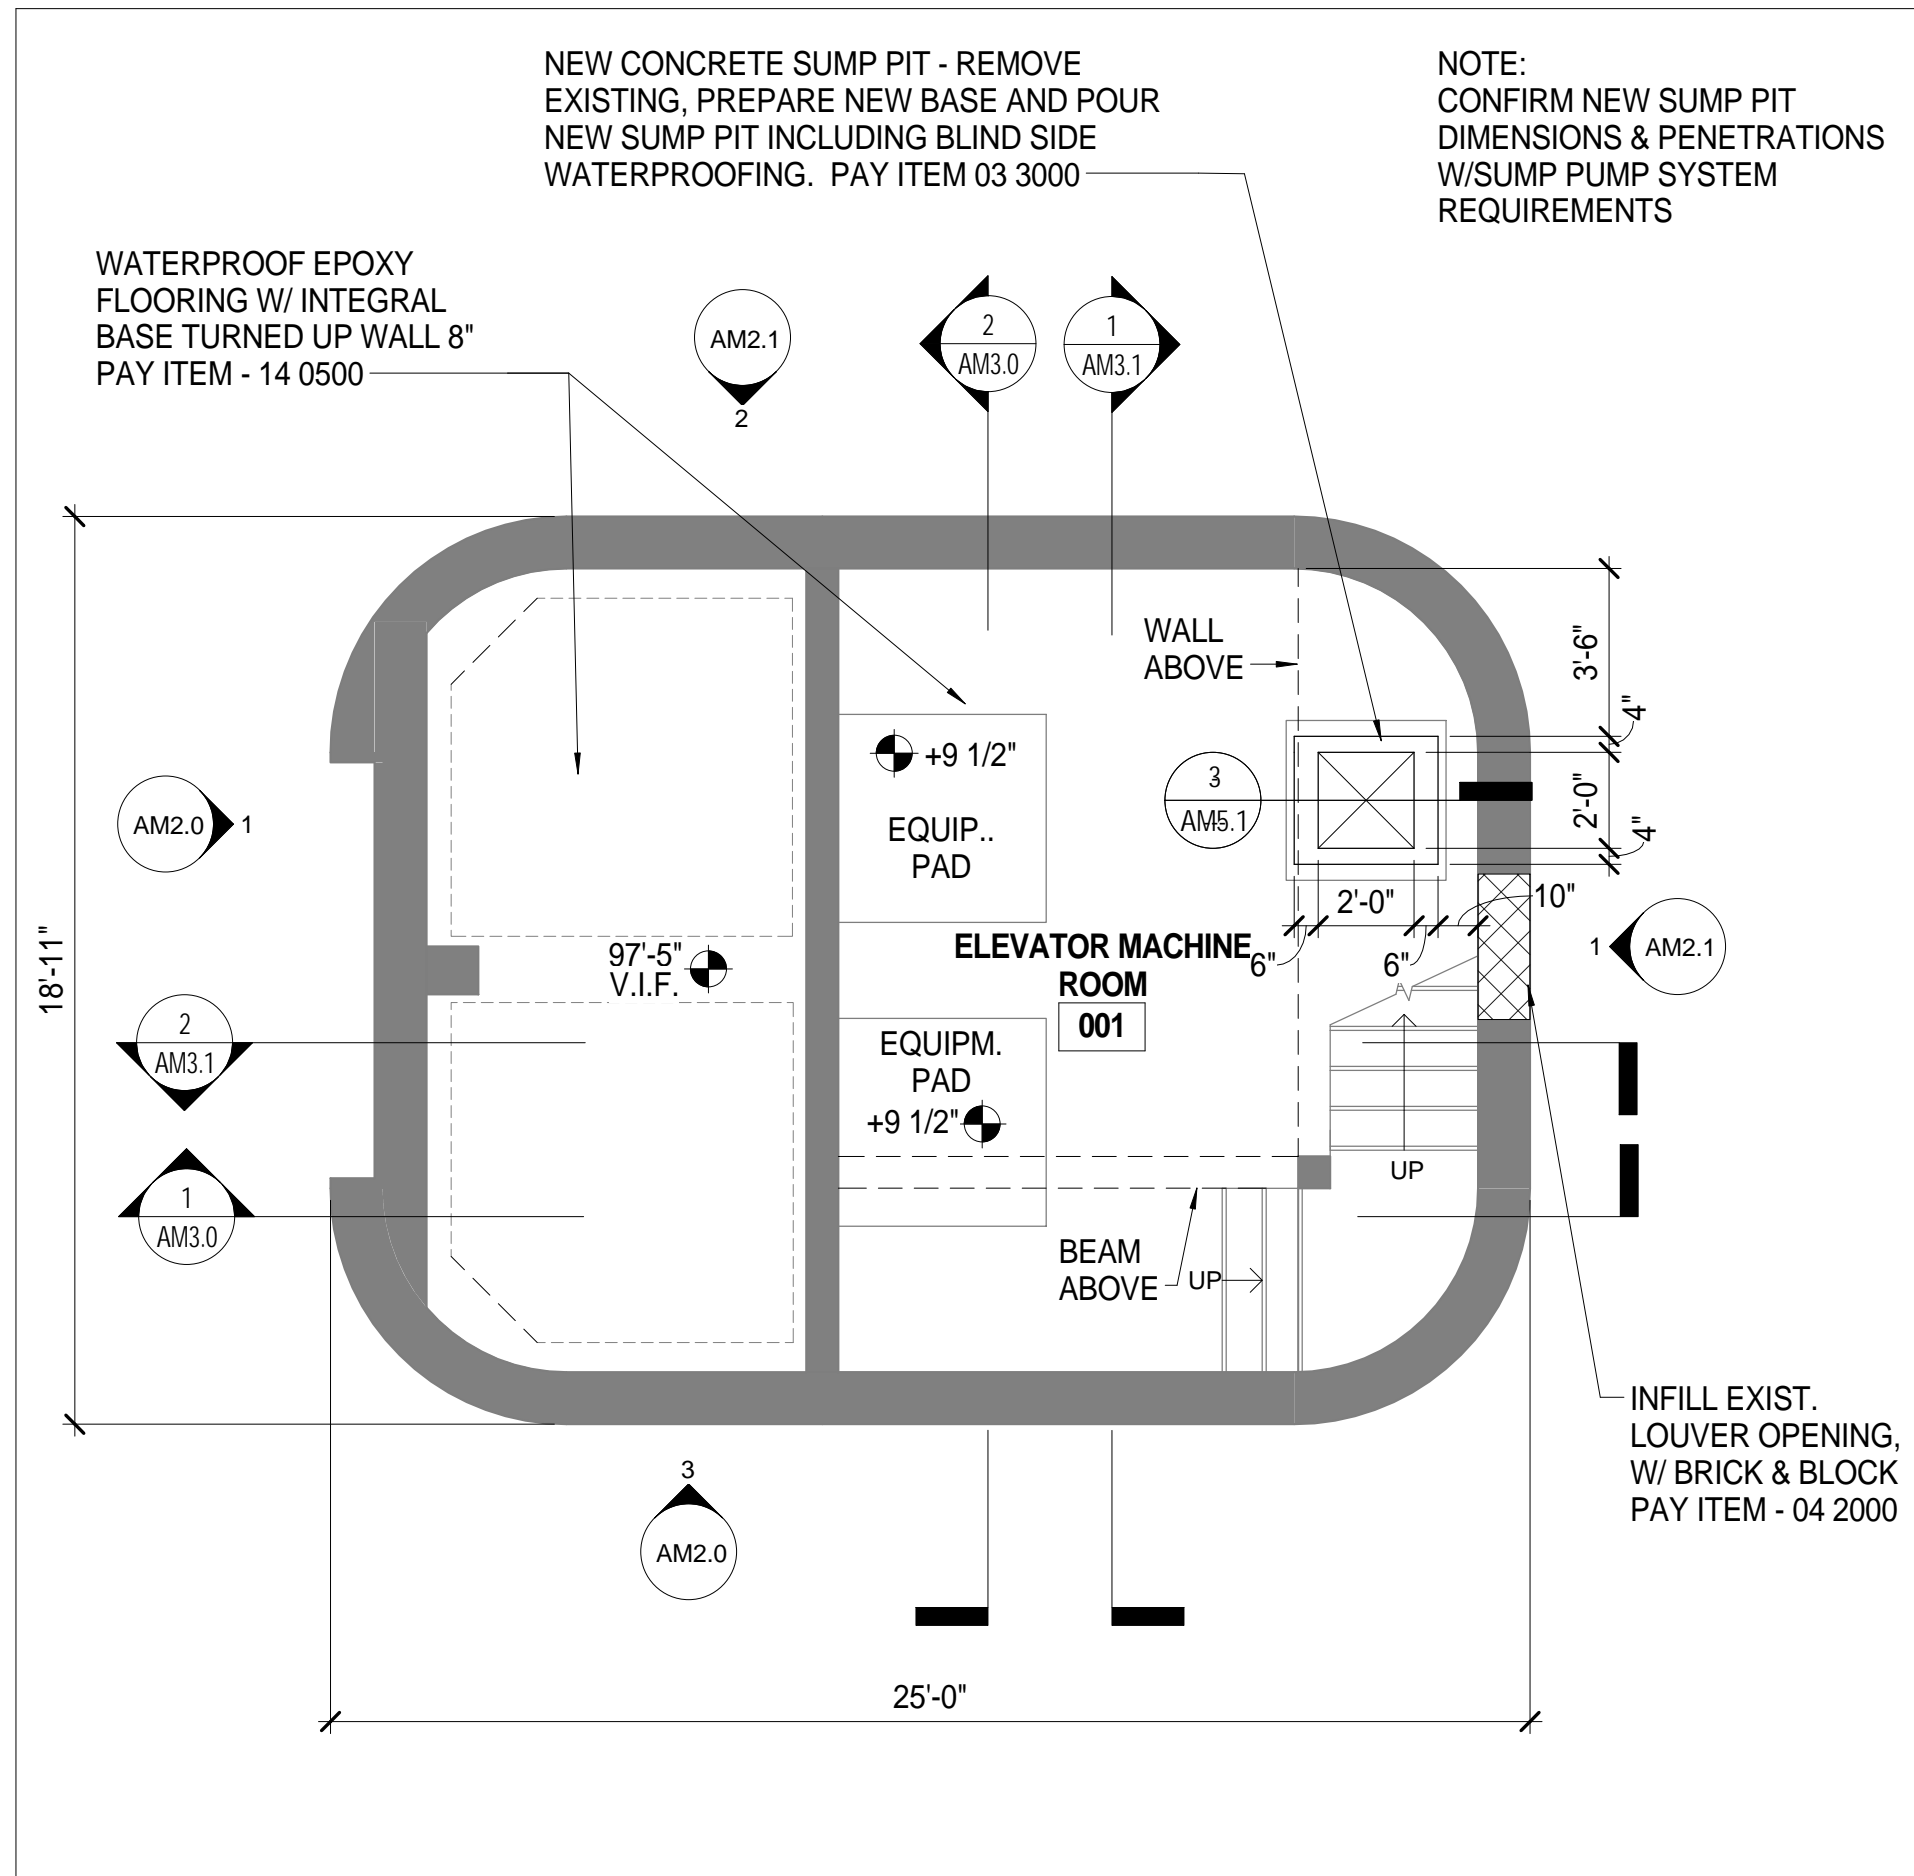 NEW CONCRETE SUMP PIT - REMOVE
EXISTING, PREPARE NEW BASE AND POUR
NEW SUMP PIT INCLUDING BLIND SIDE
WATERPROOFING.  PAY ITEM 03 3000
NOTE:
CONFIRM NEW SUMP PIT
DIMENSIONS & PENETRATIONS
W/SUMP PUMP SYSTEM
REQUIREMENTS
WATERPROOF EPOXY
FLOORING W/ INTEGRAL
BASE TURNED UP WALL 8"
PAY ITEM - 14 0500
AM2.1
2
2
AM3.0
1
AM3.1
WALL
ABOVE
3'-6"
4"
2'-0"
4"
+9 1/2"
EQUIP..
PAD
3
AM5.1
AM2.0
1
2'-0"
10"
6"
6"
ELEVATOR MACHINE
ROOM
001
97'-5"
V.I.F.
1
AM2.1
18'-11"
2
AM3.1
EQUIPM.
PAD
+9 1/2"
UP
1
AM3.0
BEAM
ABOVE
UP
INFILL EXIST.
LOUVER OPENING,
W/ BRICK & BLOCK
PAY ITEM - 04 2000
3
AM2.0
25'-0"